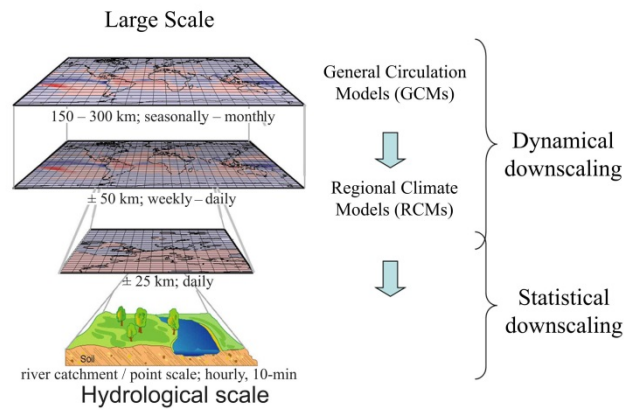 Large Scale
150 – 300 km; seasonally – monthly
± 50 km; weekly – daily
± 25 km; daily
Soil
river catchment / point scale; hourly, 10-min
Hydrological scale
General Circulation
Models (GCMs)
Regional Climate
Models (RCMs)
Dynamical
downscaling
Statistical
downscaling